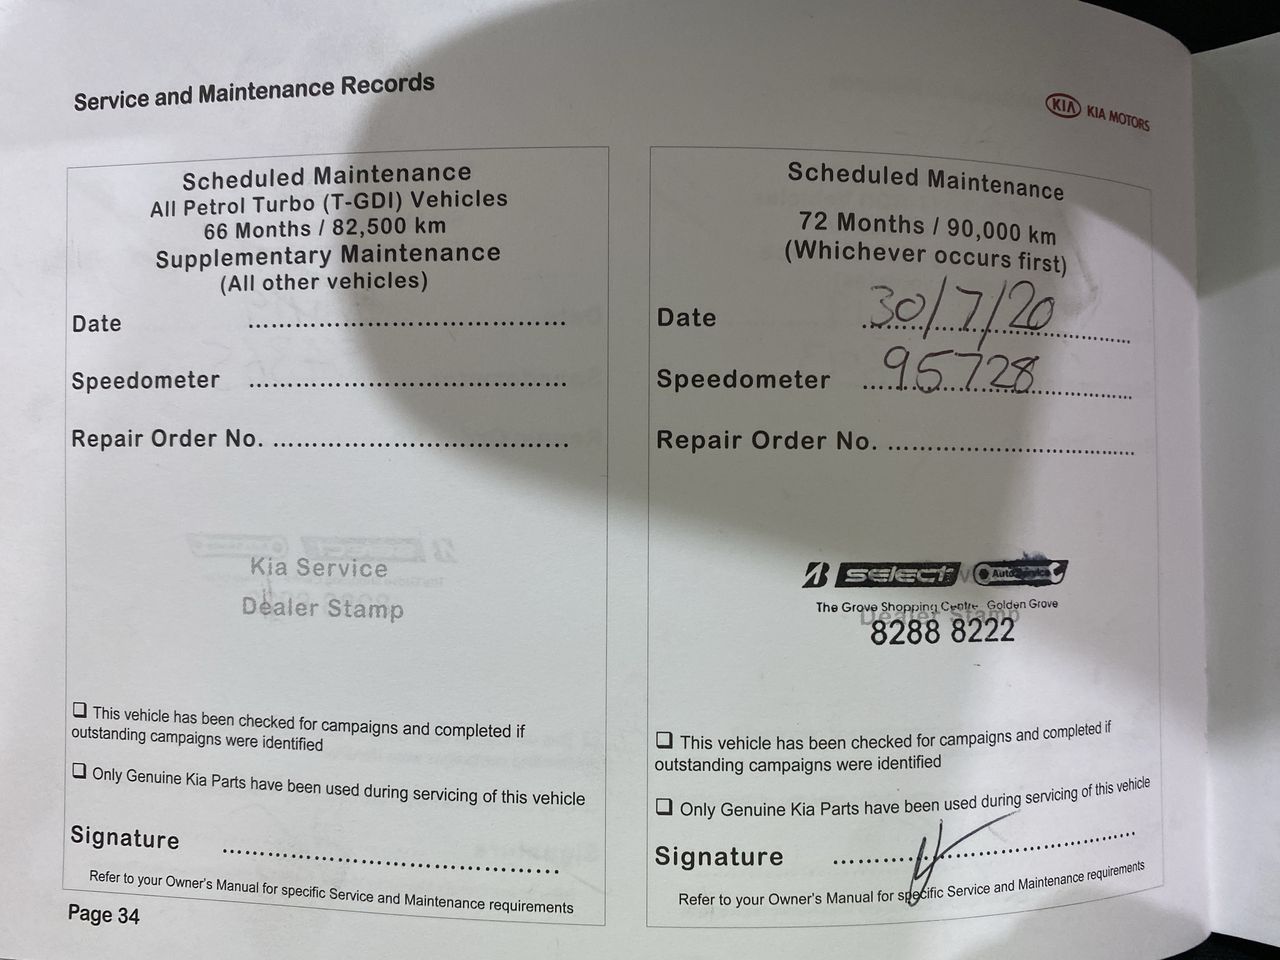 Service and Maintenance Records
KIA KIA MOTORS
Scheduled Maintenance
All Petrol Turbo (T-GDI) Vehicles
66 Months / 82,500 km
Supplementary Maintenance
(All other vehicles)
Date ........................................
Speedometer ........................................
Repair Order No. .....................................
Kia Service
Dealer Stamp
❑ This vehicle has been checked for campaigns and completed if
outstanding campaigns were identified
❑ Only Genuine Kia Parts have been used during servicing of this vehicle
Signature ........................................
Refer to your Owner's Manual for specific Service and Maintenance requirements
Page 34
Scheduled Maintenance
72 Months / 90,000 km
(Whichever occurs first)
Date 30/7/20
Speedometer 95728
Repair Order No. ...............................
select Auto Service
The Grove Shopping Centre Golden Grove
Dealer Stamp
8288 8222
❑ This vehicle has been checked for campaigns and completed if
outstanding campaigns were identified
❑ Only Genuine Kia Parts have been used during servicing of this vehicle
Signature ........................................
Refer to your Owner's Manual for specific Service and Maintenance requirements